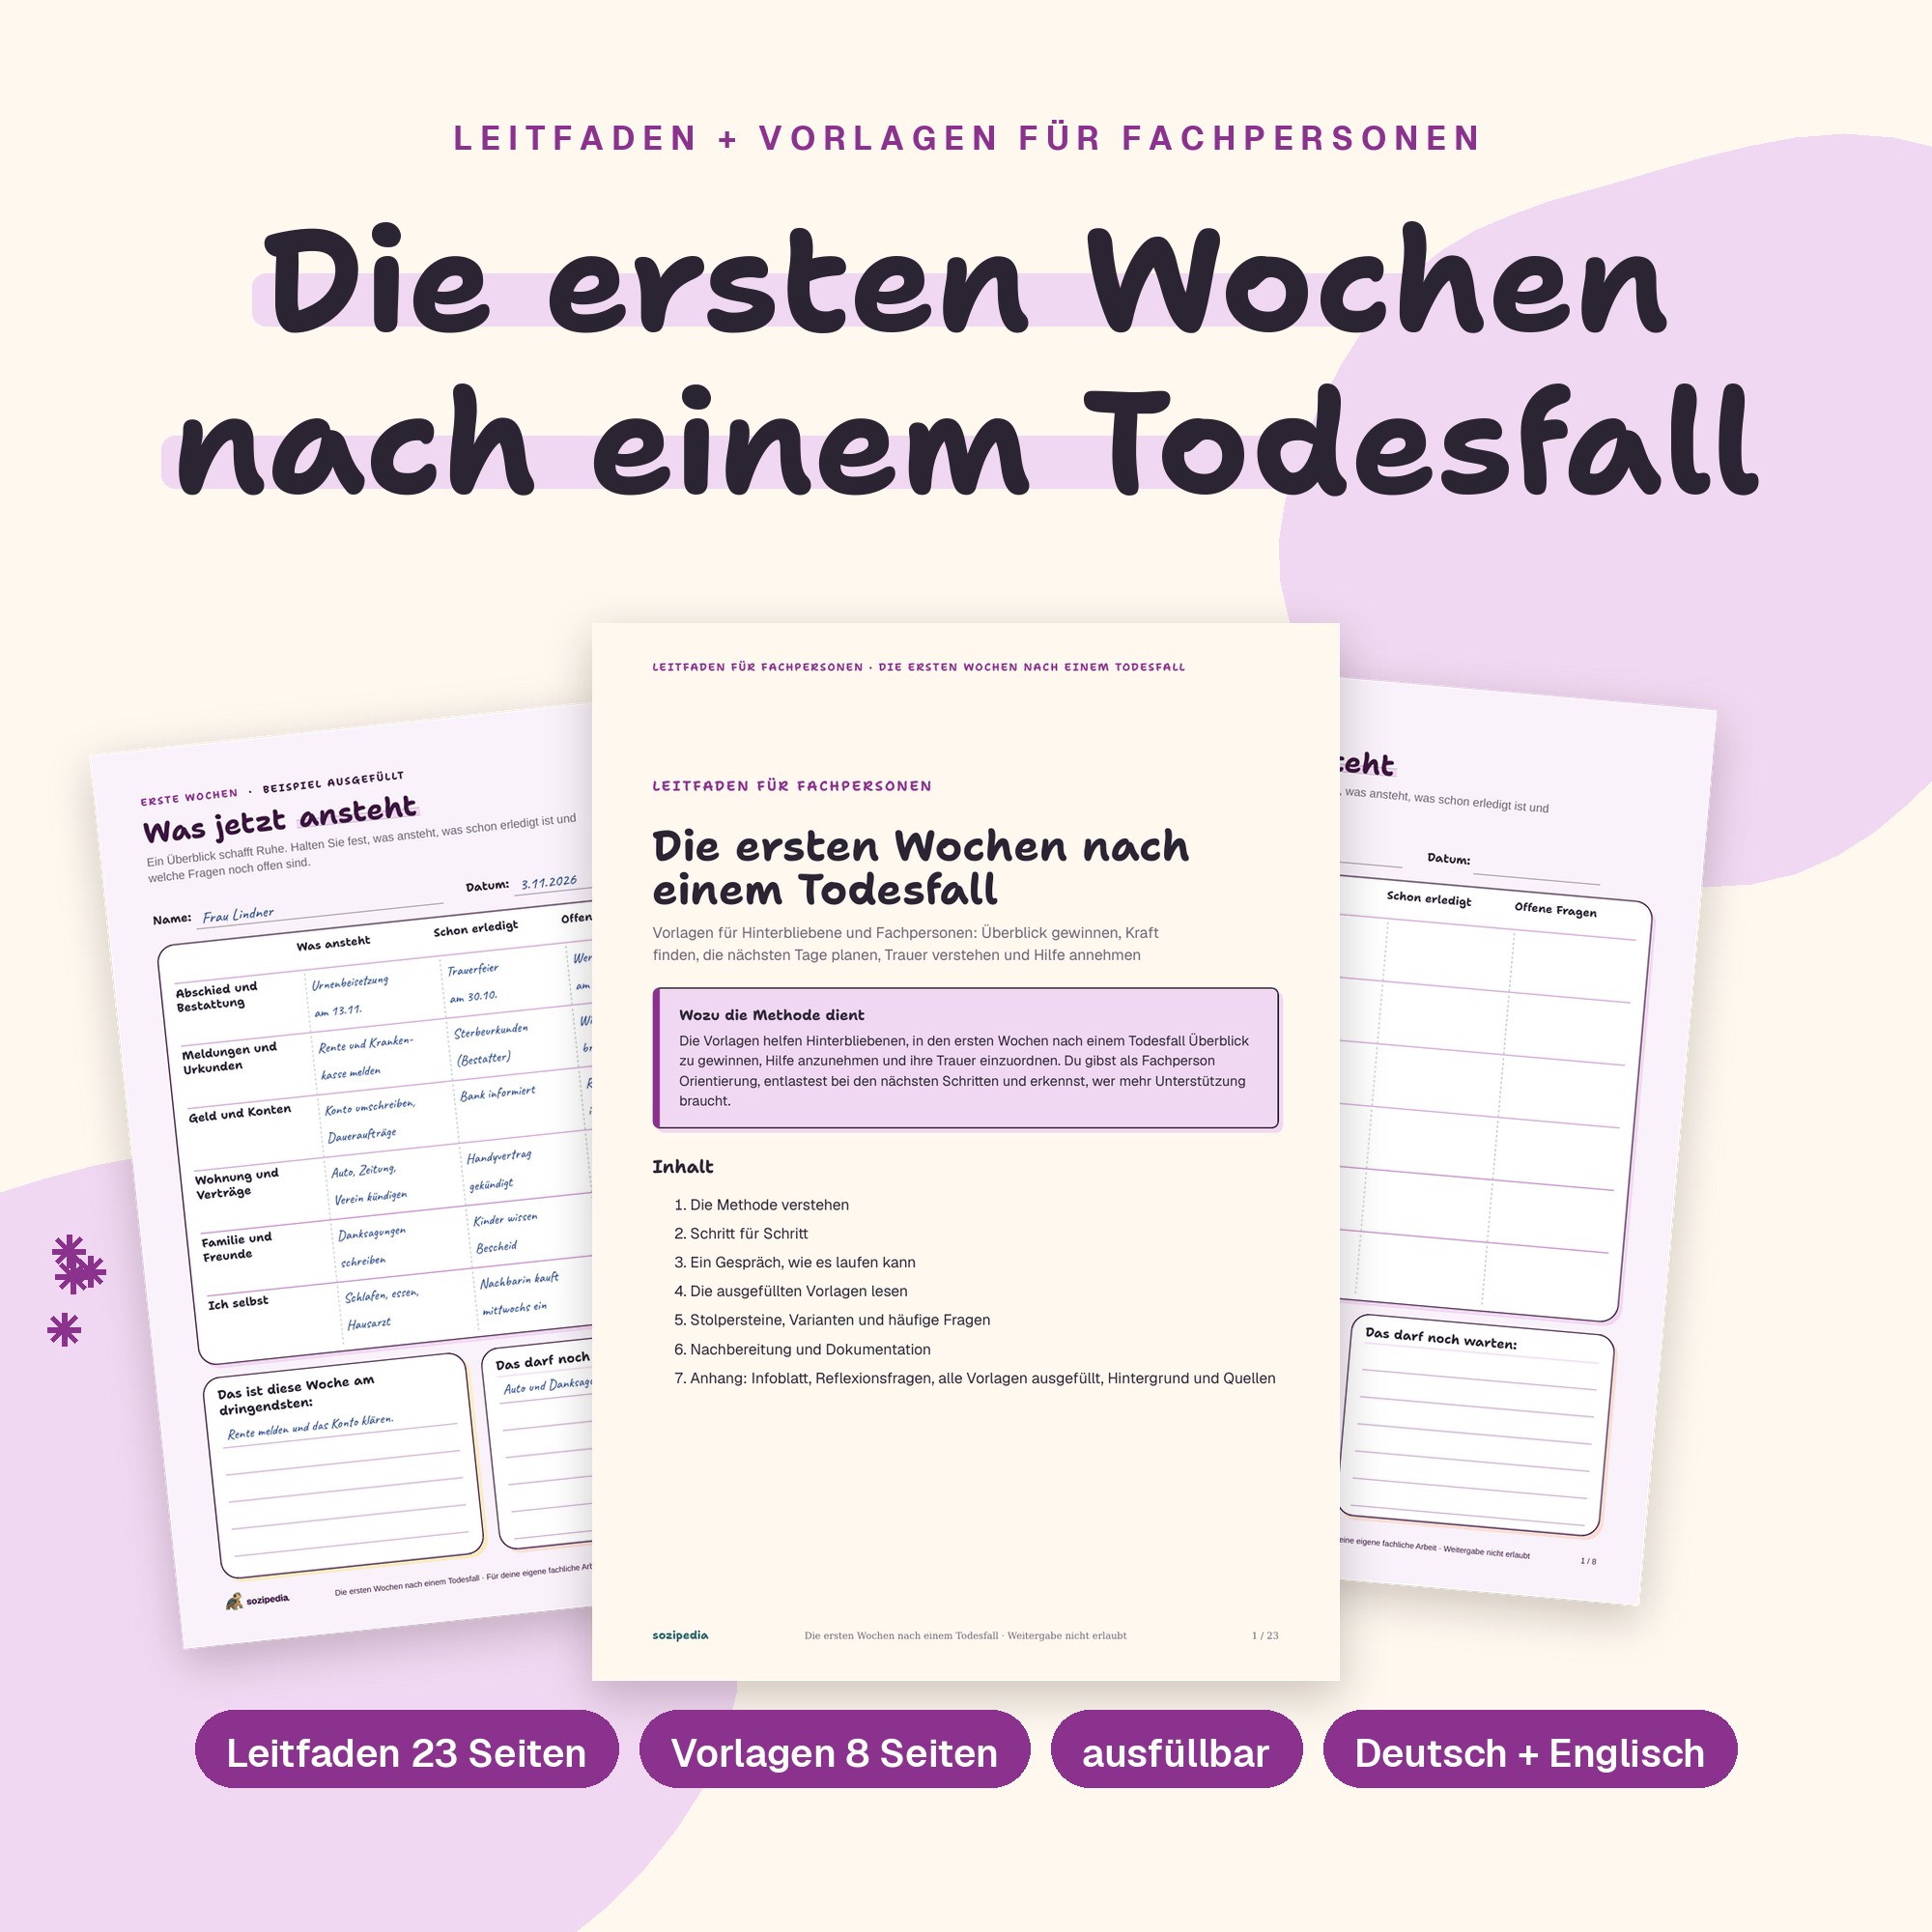 LEITFADEN + VORLAGEN FÜR FACHPERSONEN
Die ersten Wochen
nach einem Todesfall
ERSTE WOCHEN · BEISPIEL AUSGEFÜLLT
Was jetzt ansteht
Ein Überblick schafft Ruhe. Halten Sie fest, was ansteht, was schon erledigt ist und
welche Fragen noch offen sind.
Name: Frau Lindner
Datum: 3.11.2026
Was ansteht
Schon erledigt
Abschied und
Bestattung
Urnenbeisetzung
am 13.11.
Trauerfeier
am 30.10.
am
Meldungen und
Urkunden
Rente und Kranken-
kasse melden
Sterbeurkunden
(Bestatter)
Geld und Konten
Konto umschreiben,
Daueraufträge
Bank informiert
Wohnung und
Verträge
Auto, Zeitung,
Verein kündigen
Handyvertrag
gekündigt
Familie und
Freunde
Danksagungen
schreiben
Kinder wissen
Bescheid
Ich selbst
Schlafen, essen,
Hausarzt
Nachbarin kauft
mittwochs ein
Das ist diese Woche am
dringendsten:
Rente melden und das Konto klären.
Das darf noch
Auto und
sozipedia
Die ersten Wochen nach einem Todesfall · Für deine eigene fachliche
LEITFADEN FÜR FACHPERSONEN · DIE ERSTEN WOCHEN NACH EINEM TODESFALL
LEITFADEN FÜR FACHPERSONEN
Die ersten Wochen nach
einem Todesfall
Vorlagen für Hinterbliebene und Fachpersonen: Überblick gewinnen, Kraft
finden, die nächsten Tage planen, Trauer verstehen und Hilfe annehmen
Wozu die Methode dient
Die Vorlagen helfen Hinterbliebenen, in den ersten Wochen nach einem Todesfall Überblick
zu gewinnen, Hilfe anzunehmen und ihre Trauer einzuordnen. Du gibst als Fachperson
Orientierung, entlastest bei den nächsten Schritten und erkennst, wer mehr Unterstützung
braucht.
Inhalt
1. Die Methode verstehen
2. Schritt für Schritt
3. Ein Gespräch, wie es laufen kann
4. Die ausgefüllten Vorlagen lesen
5. Stolpersteine, Varianten und häufige Fragen
6. Nachbereitung und Dokumentation
7. Anhang: Infoblatt, Reflexionsfragen, alle Vorlagen ausgefüllt, Hintergrund und Quellen
sozipedia
Die ersten Wochen nach einem Todesfall · Weitergabe nicht erlaubt
1 / 23
was ansteht, was schon erledigt ist und
Datum:
Schon erledigt
Offene Fragen
Das darf noch warten:
eigene fachliche Arbeit · Weitergabe nicht erlaubt
1 / 8
Leitfaden 23 Seiten
Vorlagen 8 Seiten
ausfüllbar
Deutsch + Englisch